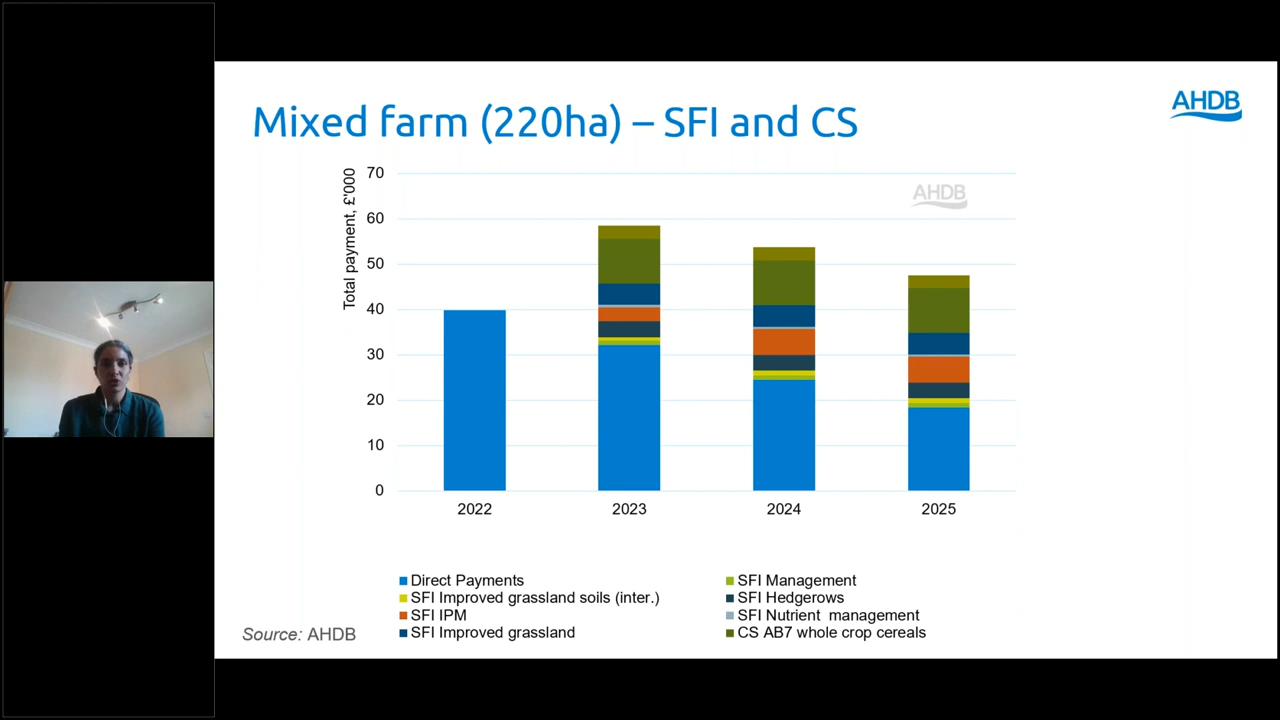 AHDB
Mixed farm (220ha) – SFI and CS
Total payment, £'000
70
60
50
40
30
20
10
0
AHDB
2022
2023
2024
2025
Direct Payments
SFI Management
SFI Improved grassland soils (inter.)
SFI Hedgerows
SFI IPM
SFI Nutrient management
SFI Improved grassland
CS AB7 whole crop cereals
Source: AHDB